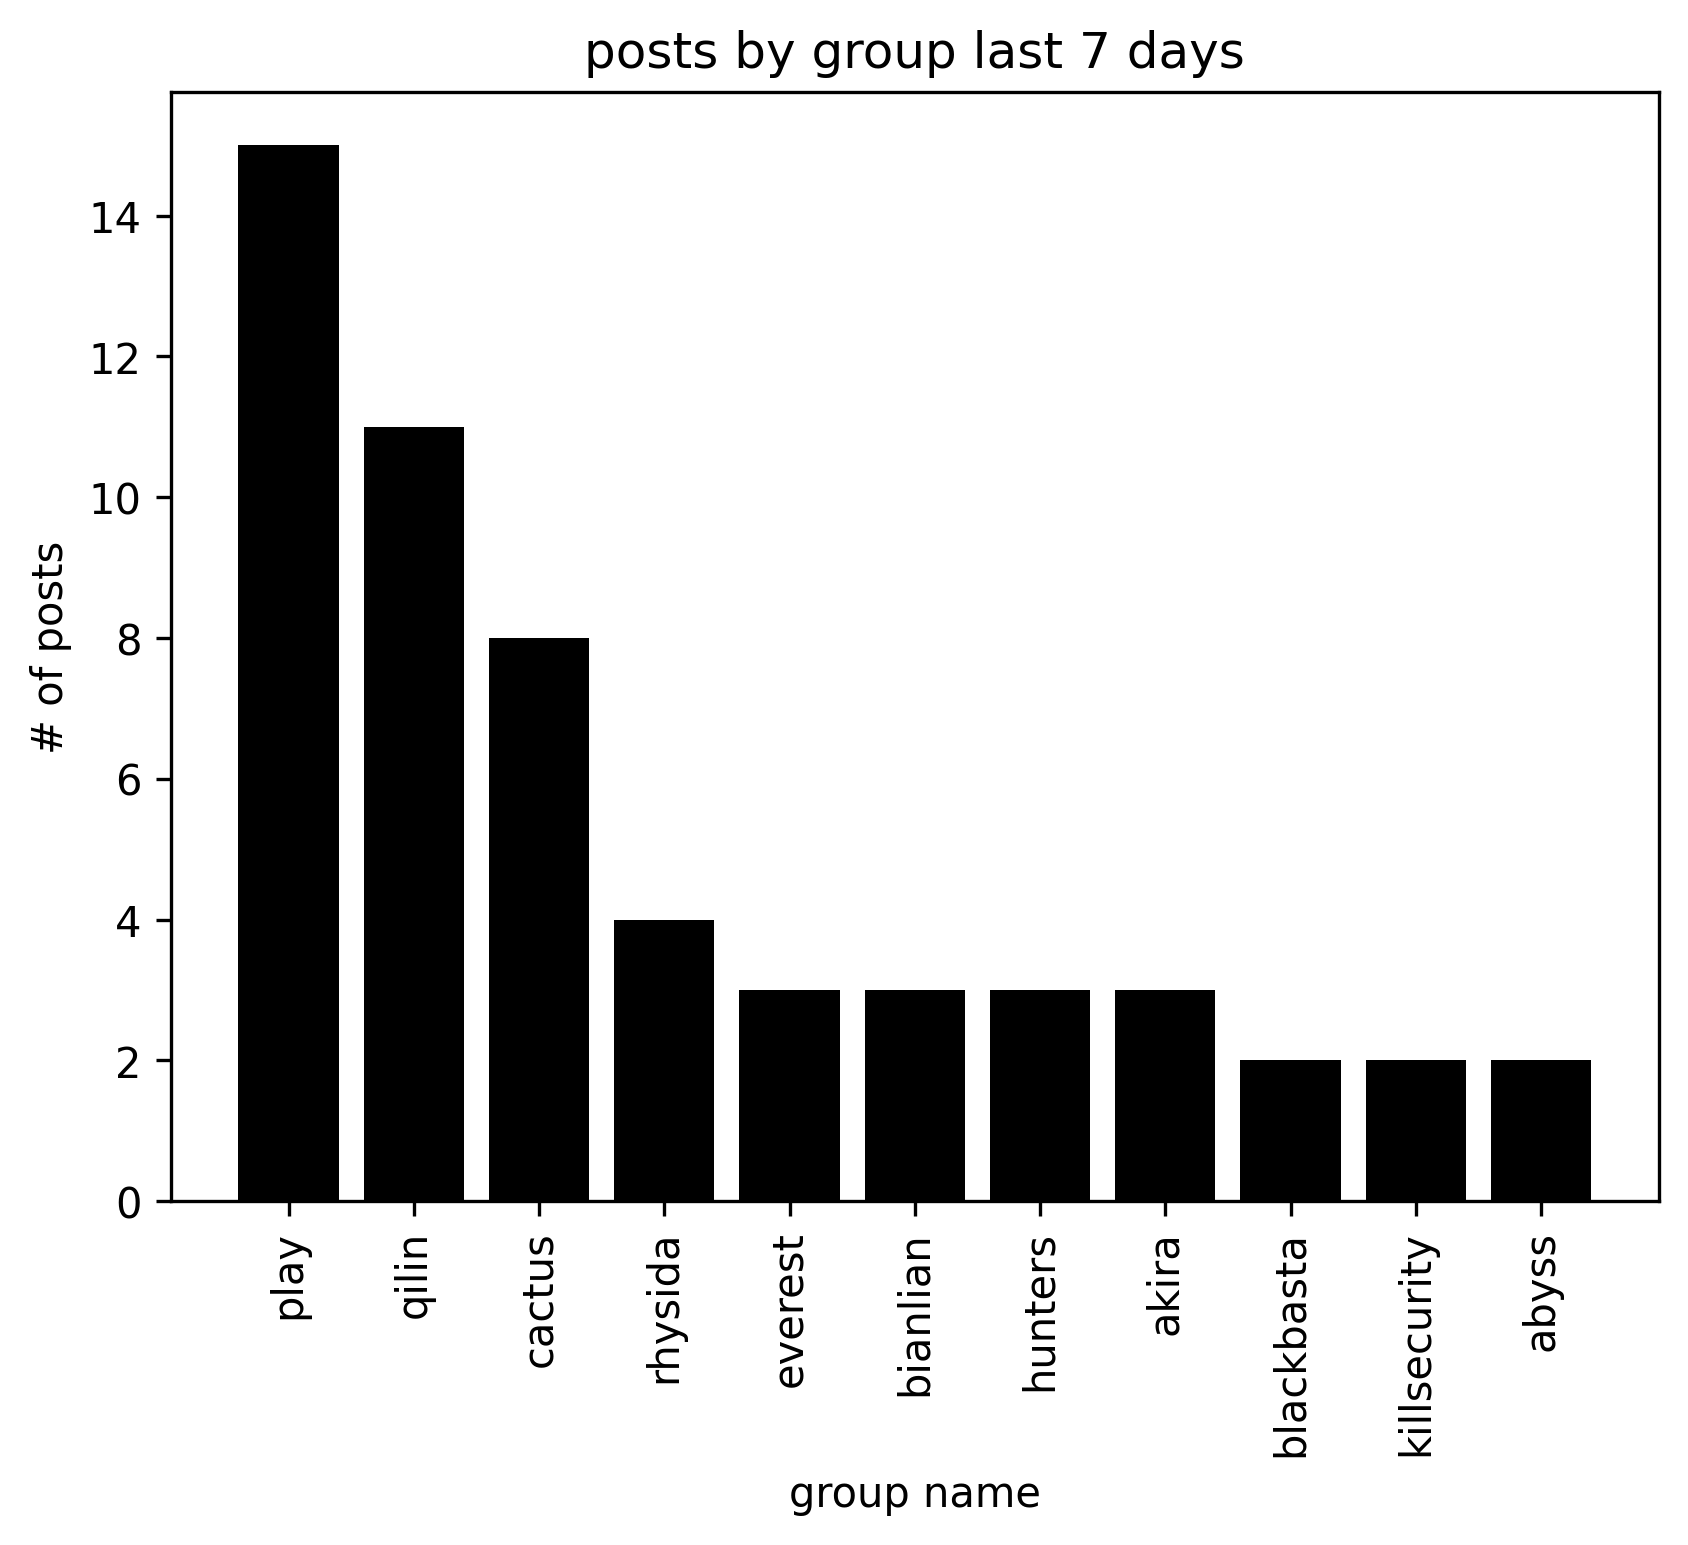 posts by group last 7 days
# of posts
14
12
10
8
6
4
2
0
play
qilin
cactus
rhysida
everest
bianlian
hunters
akira
blackbasta
killsecurity
abyss
group name